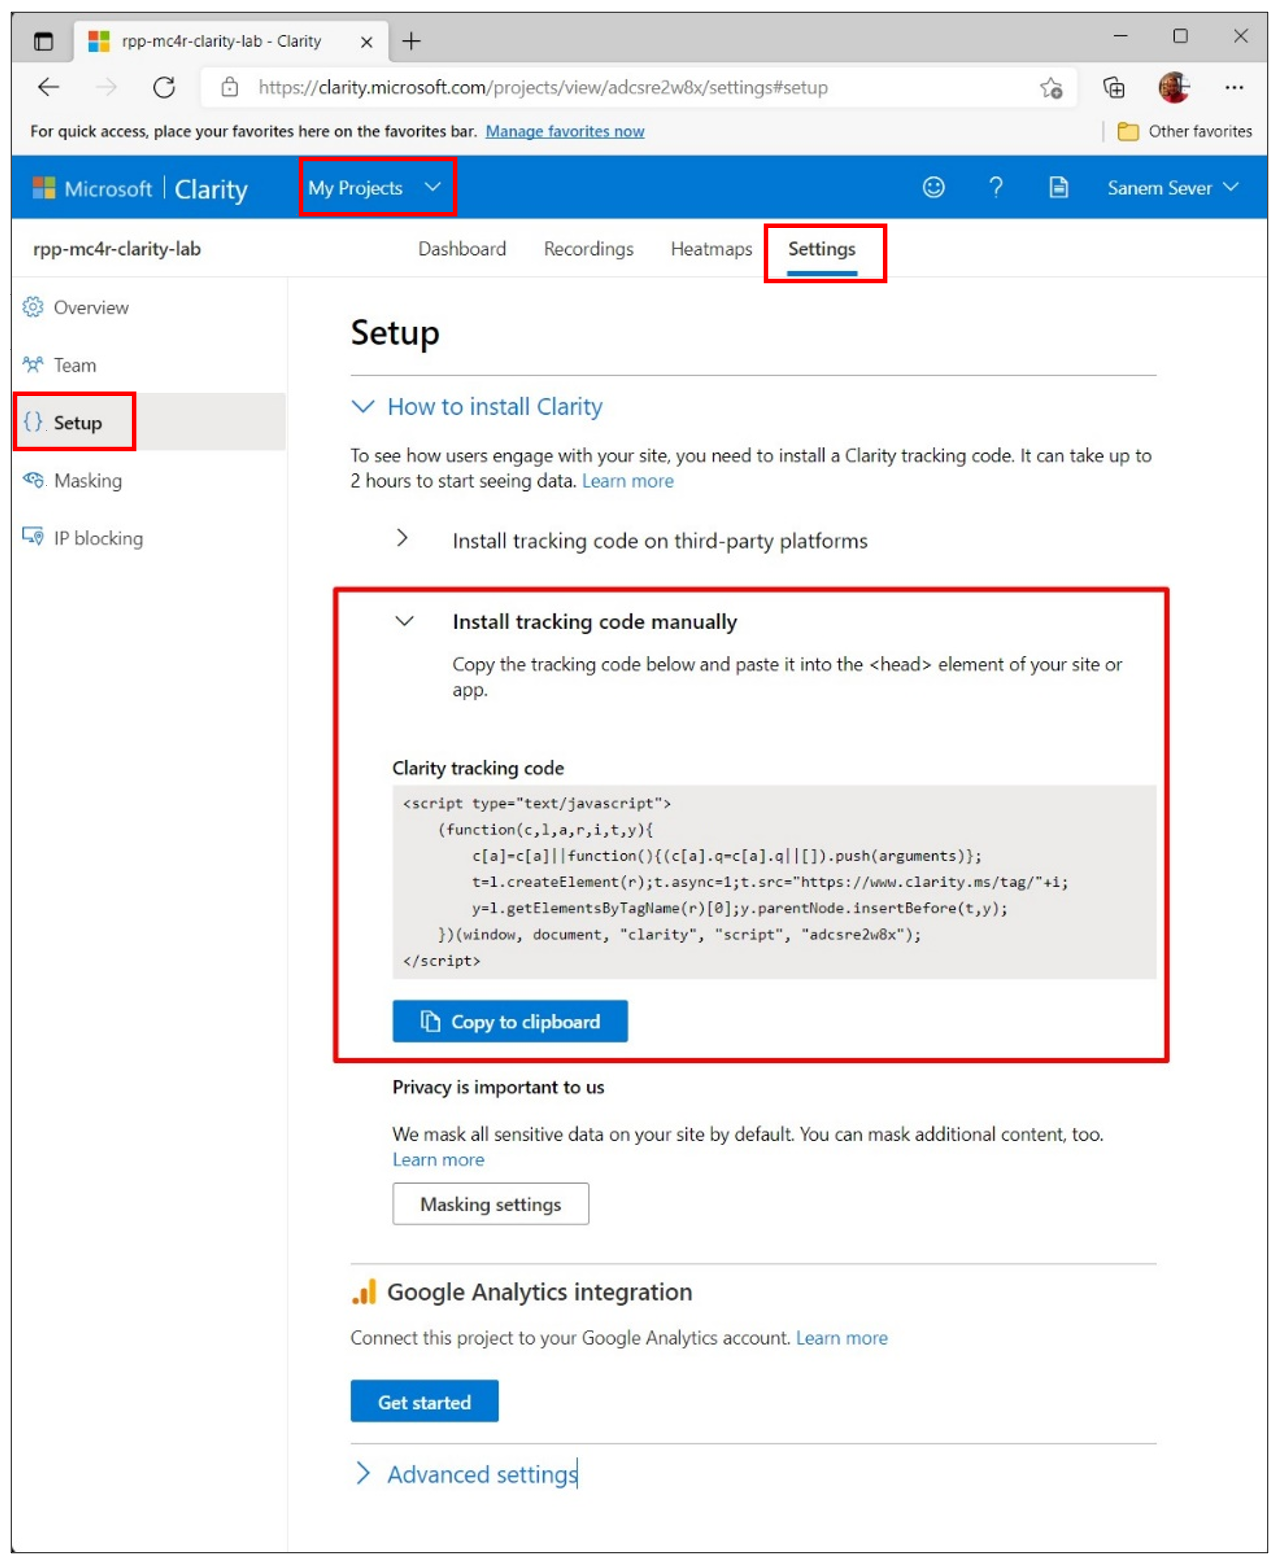 rpp-mc4r-clarity-lab - Clarity
https://clarity.microsoft.com/projects/view/adcsre2w8x/settings#setup
For quick access, place your favorites here on the favorites bar. Manage favorites now
Other favorites
Microsoft | Clarity
My Projects
?
Sanem Sever
rpp-mc4r-clarity-lab
Dashboard
Recordings
Heatmaps
Settings
Overview
Team
{} Setup
Masking
IP blocking
Setup
How to install Clarity
To see how users engage with your site, you need to install a Clarity tracking code. It can take up to
2 hours to start seeing data. Learn more
Install tracking code on third-party platforms
Install tracking code manually
Copy the tracking code below and paste it into the <head> element of your site or
app.
Clarity tracking code
<script type="text/javascript">
(function(c,l,a,r,i,t,y){
c[a]=c[a]||function(){(c[a].q=c[a].q||[]).push(arguments)};
t=l.createElement(r);t.async=1;t.src="https://www.clarity.ms/tag/"+i;
y=l.getElementsByTagName(r)[0];y.parentNode.insertBefore(t,y);
})(window, document, "clarity", "script", "adcsre2w8x");
</script>
Copy to clipboard
Privacy is important to us
We mask all sensitive data on your site by default. You can mask additional content, too.
Learn more
Masking settings
Google Analytics integration
Connect this project to your Google Analytics account. Learn more
Get started
Advanced settings